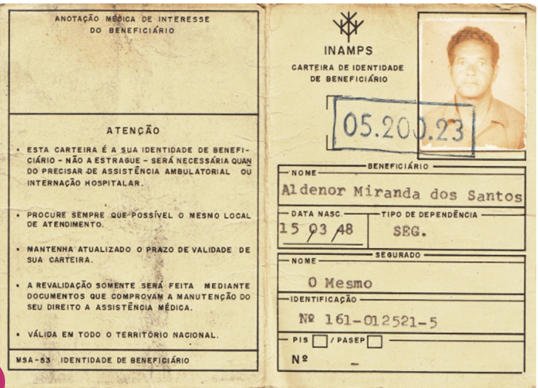 ANOTAÇÃO MÉDICA DE INTERESSE
DO BENEFICIÁRIO
ATENÇÃO
• ESTA CARTEIRA É A SUA IDENTIDADE DE BENEFI-
CIÁRIO - NÃO A ESTRAGUE - SERÁ NECESSÁRIA QUAN
DO PRECISAR DE ASSISTÊNCIA AMBULATORIAL OU
INTERNAÇÃO HOSPITALAR.
• PROCURE SEMPRE QUE POSSÍVEL O MESMO LOCAL
DE ATENDIMENTO.
• MANTENHA ATUALIZADO O PRAZO DE VALIDADE DE
SUA CARTEIRA.
• A REVALIDAÇÃO SOMENTE SERÁ FEITA MEDIANTE
DOCUMENTOS QUE COMPROVAM A MANUTENÇÃO DO
SEU DIREITO A ASSISTÊNCIA MÉDICA.
• VÁLIDA EM TODO O TERRITÓRIO NACIONAL.
MSA-53 IDENTIDADE DE BENEFICIÁRIO
INAMPS
CARTEIRA DE IDENTIDADE
DE BENEFICIÁRIO
05.200.23
BENEFICIÁRIO
NOME
Aldenor Miranda dos Santos
DATA NASC. TIPO DE DEPENDÊNCIA
15 /03 /48 SEG.
SEGURADO
NOME
O Mesmo
IDENTIFICAÇÃO
Nº 161-012521-5
PIS / PASEP
Nº -